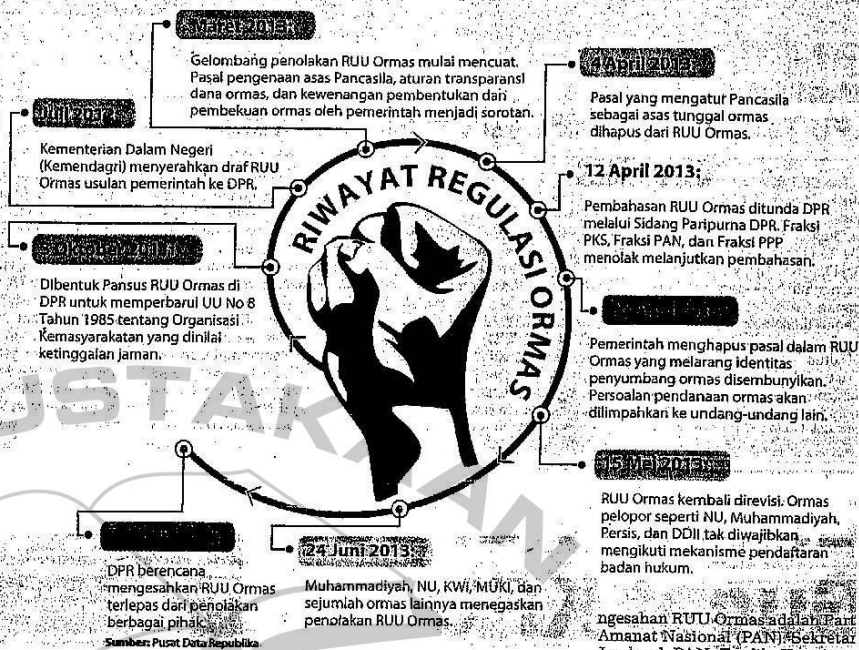 Maret 2013:
Gelombang penolakan RUU Ormas mulai mencuat.
Pasal pengenaan asas Pancasila, aturan transparansi
dana ormas, dan kewenangan pembentukan dan
pembekuan ormas oleh pemerintah menjadi sorotan.
2012
Kementerian Dalam Negeri
(Kemendagri) menyerahkan draf RUU
Ormas usulan pemerintah ke DPR.
Dibentuk Pansus RUU Ormas di
DPR untuk memperbarui UU No 8
Tahun 1985 tentang Organisasi
Kemasyarakatan yang dinilai
ketinggalan jaman.
RIWAYAT REGULASI ORMAS
4 April 2013:
Pasal yang mengatur Pancasila
sebagai asas tunggal ormas
dihapus dari RUU Ormas.
12 April 2013:
Pembahasan RUU Ormas ditunda DPR
melalui Sidang Paripurna DPR. Fraksi
PKS, Fraksi PAN, dan Fraksi PPP
menolak melanjutkan pembahasan.
Pemerintah menghapus pasal dalam RUU
Ormas yang melarang identitas
penyumbang ormas disembunyikan.
Persoalan pendanaan ormas akan
dilimpahkan ke undang-undang lain.
15 Mei 2013:
RUU Ormas kembali direvisi. Ormas
pelopor seperti NU, Muhammadiyah,
Persis, dan DDII tak diwajibkan
mengikuti mekanisme pendaftaran
badan hukum.
24 Juni 2013:
Muhammadiyah, NU, KWI, MUKI, dan
sejumlah ormas lainnya menegaskan
penolakan RUU Ormas.
DPR berencana
mengesahkan RUU Ormas
terlepas dari penolakan
berbagai pihak.
Sumber: Pusat Data Republika
USTAKAAN
ngesahan RUU Ormas adalah Part
Amanat Nasional (PAN). Sekretar